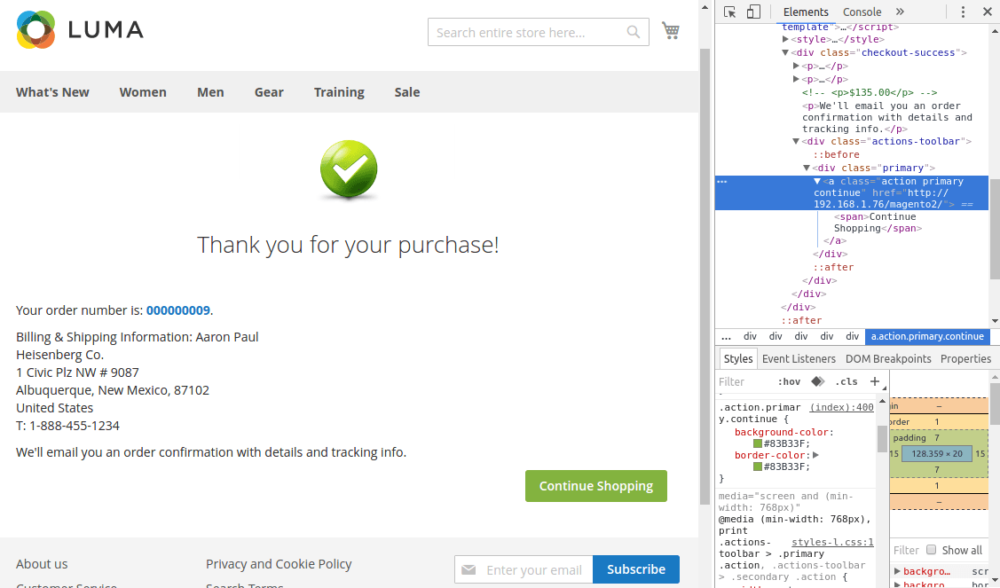 LUMA
Search entire store here...
What's New Women Men Gear Training Sale
Thank you for your purchase!
Your order number is: 000000009.
Billing & Shipping Information: Aaron Paul
Heisenberg Co.
1 Civic Plz NW # 9087
Albuquerque, New Mexico, 87102
United States
T: 1-888-455-1234
We'll email you an order confirmation with details and tracking info.
Continue Shopping
About us
Privacy and Cookie Policy
Enter your email
Subscribe
Customer Service
Search Terms
Elements Console »
template">…</script>
<style>…</style>
<div class="checkout-success">
<p>…</p>
<p>…</p>
<!-- <p>$135.00</p> -->
<p>We'll email you an order
confirmation with details and
tracking info.</p>
<div class="actions-toolbar">
::before
<div class="primary">
<a class="action primary
continue" href="http://
192.168.1.76/magento2/"> ==
<span>Continue
Shopping</span>
</a>
</div>
::after
</div>
</div>
</div>
::after
... div div div div div a.action.primary.continue
Styles Event Listeners DOM Breakpoints Properties
Filter :hov .cls +
}
.action.primar (index):400
y.continue {
background-color:
#83B33F;
border-color:
#83B33F;
}
media="screen and (min-
width: 768px)"
@media (min-width: 768px),
print
.actions- styles-l.css:1
toolbar > .primary
.action, .actions-toolbar
> .secondary .action {
in –
order 1
padding 7
15 128.359 × 20 15
7
1
–
Filter Show all
backgro... scr
backgro... bor